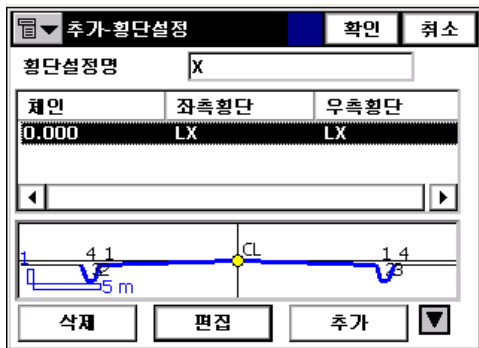 추가-횡단설정 확인 취소
횡단설정명 X
체인 좌측횡단 우측횡단
0.000 LX LX
CL
1 4 1 1 4
5 m
삭제 편집 추가